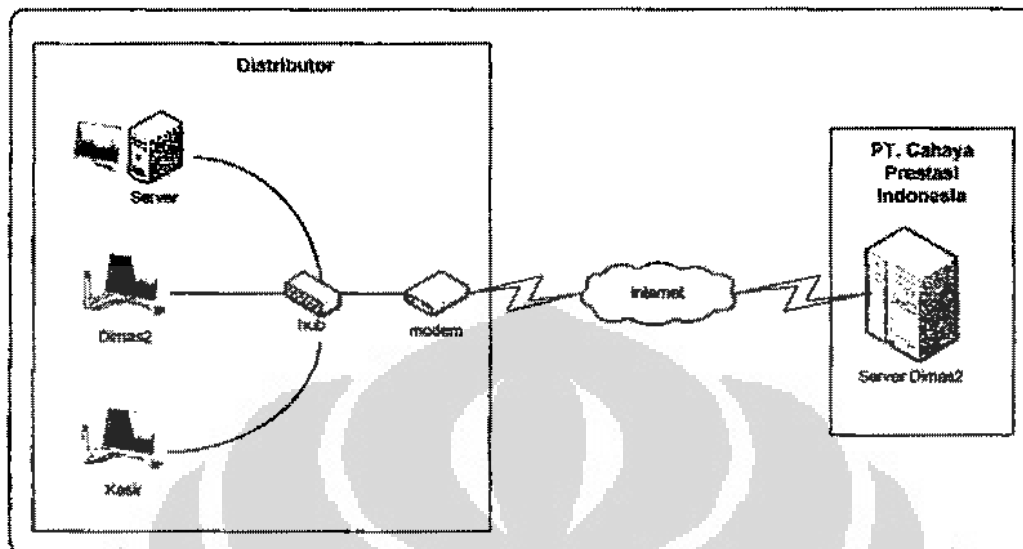 Distributor
Server
Dimas2
Kasir
hub
modem
internet
PT. Cahaya
Prestasi
Indonesia
Server Dimas2